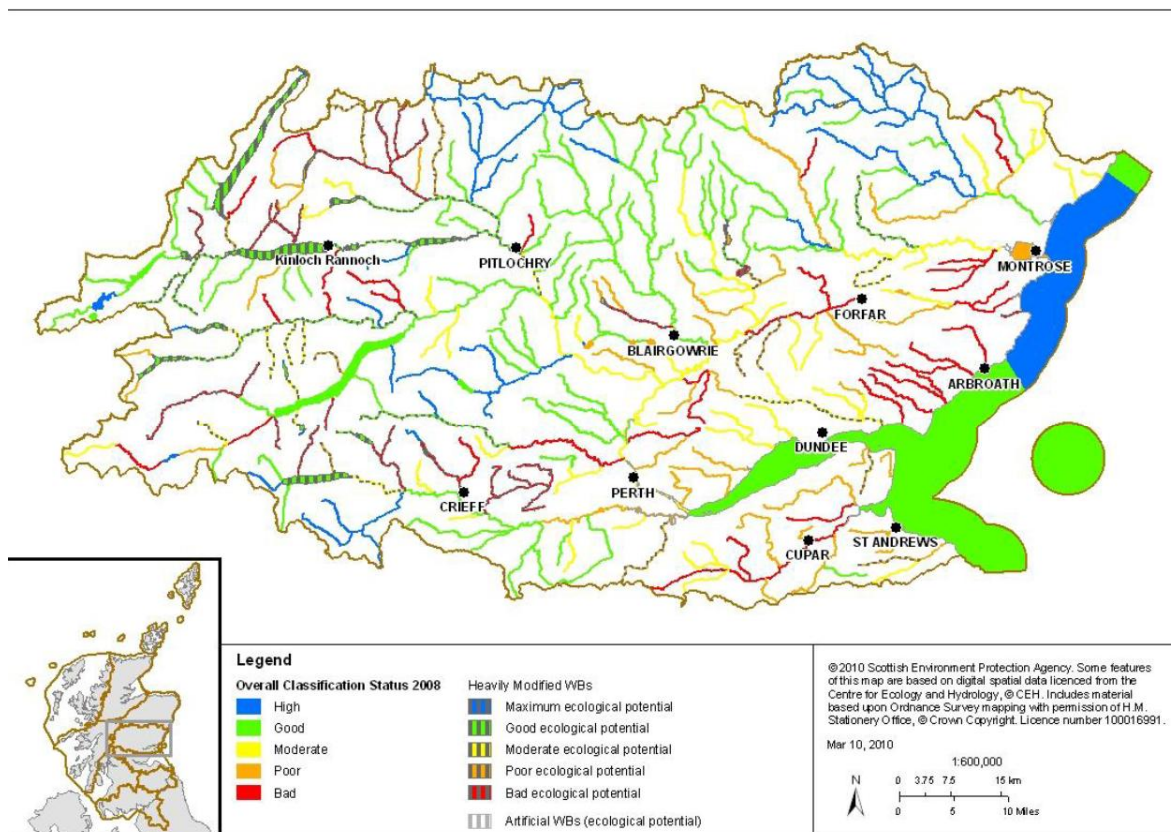 Kinloch Rannoch
PITLOCHRY
MONTROSE
FORFAR
BLAIRGOWRIE
ARBROATH
DUNDEE
PERTH
CRIEFF
ST ANDREWS
CUPAR
Legend
Overall Classification Status 2008
High
Good
Moderate
Poor
Bad
Heavily Modified WBs
Maximum ecological potential
Good ecological potential
Moderate ecological potential
Poor ecological potential
Bad ecological potential
Artificial WBs (ecological potential)
©2010 Scottish Environment Protection Agency. Some features
of this map are based on digital spatial data licenced from the
Centre for Ecology and Hydrology, © CEH. Includes material
based upon Ordnance Survey mapping with permission of H.M.
Stationery Office, © Crown Copyright. Licence number 100016991.
Mar 10, 2010
1:600,000
N
0 3.75 7.5 15 km
0 5 10 Miles